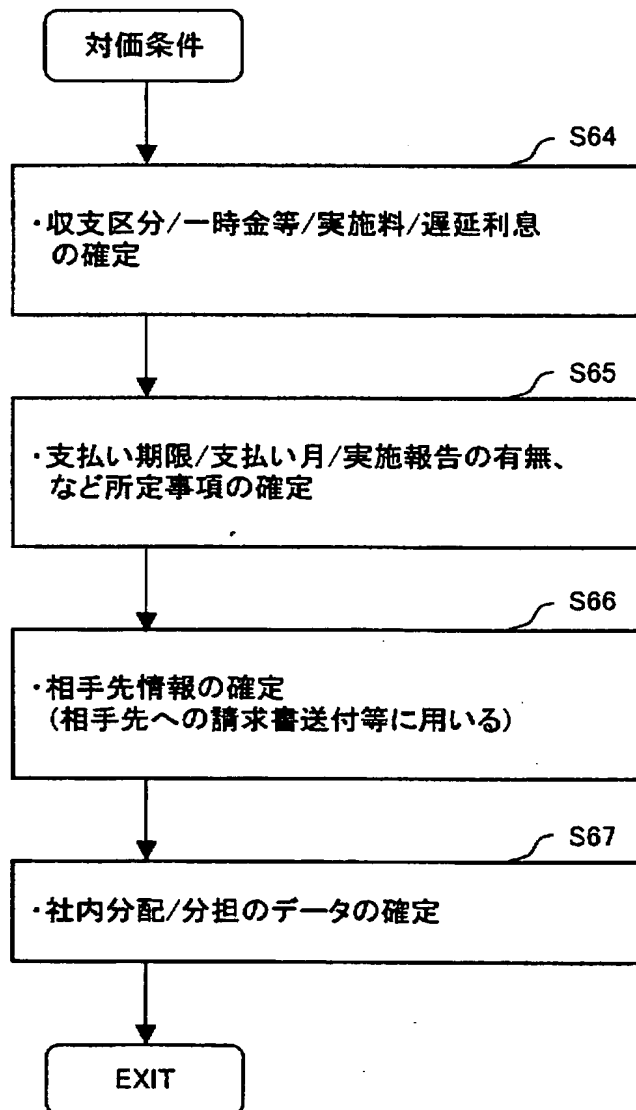 対価条件
S64
・収支区分/一時金等/実施料/遅延利息
の確定
S65
・支払い期限/支払い月/実施報告の有無、
など所定事項の確定
S66
・相手先情報の確定
(相手先への請求書送付等に用いる)
S67
・社内分配/分担のデータの確定
EXIT